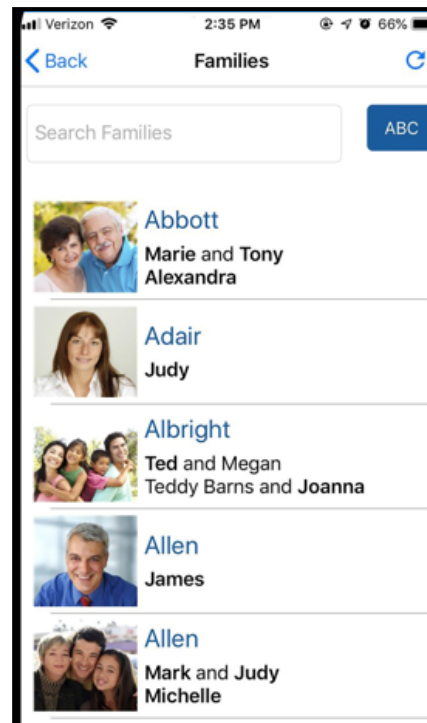 Verizon 2:35 PM 66%
Back Families
Search Families
ABC
Abbott
Marie and Tony
Alexandra
Adair
Judy
Albright
Ted and Megan
Teddy Barns and Joanna
Allen
James
Allen
Mark and Judy
Michelle